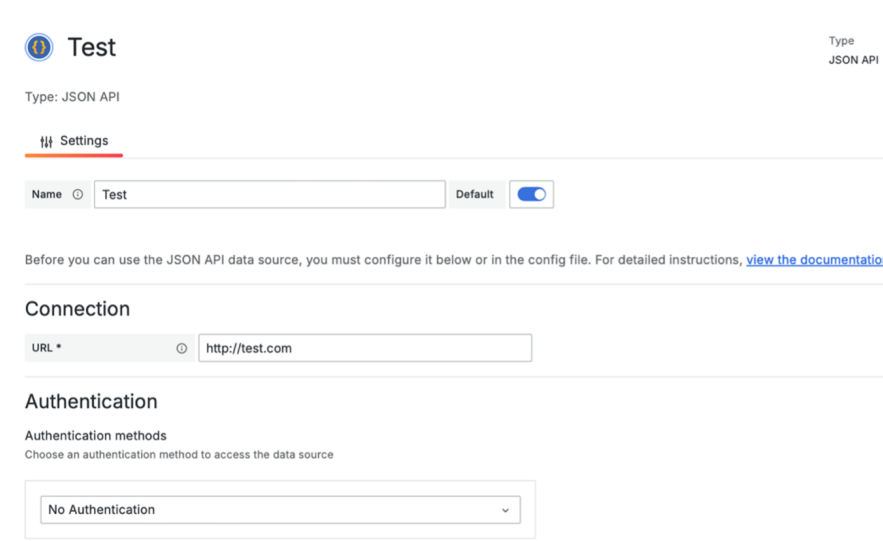 Test
Type
JSON API
Type: JSON API
Settings
Name
Test
Default
Before you can use the JSON API data source, you must configure it below or in the config file. For detailed instructions, view the documentatio
Connection
URL *
http://test.com
Authentication
Authentication methods
Choose an authentication method to access the data source
No Authentication